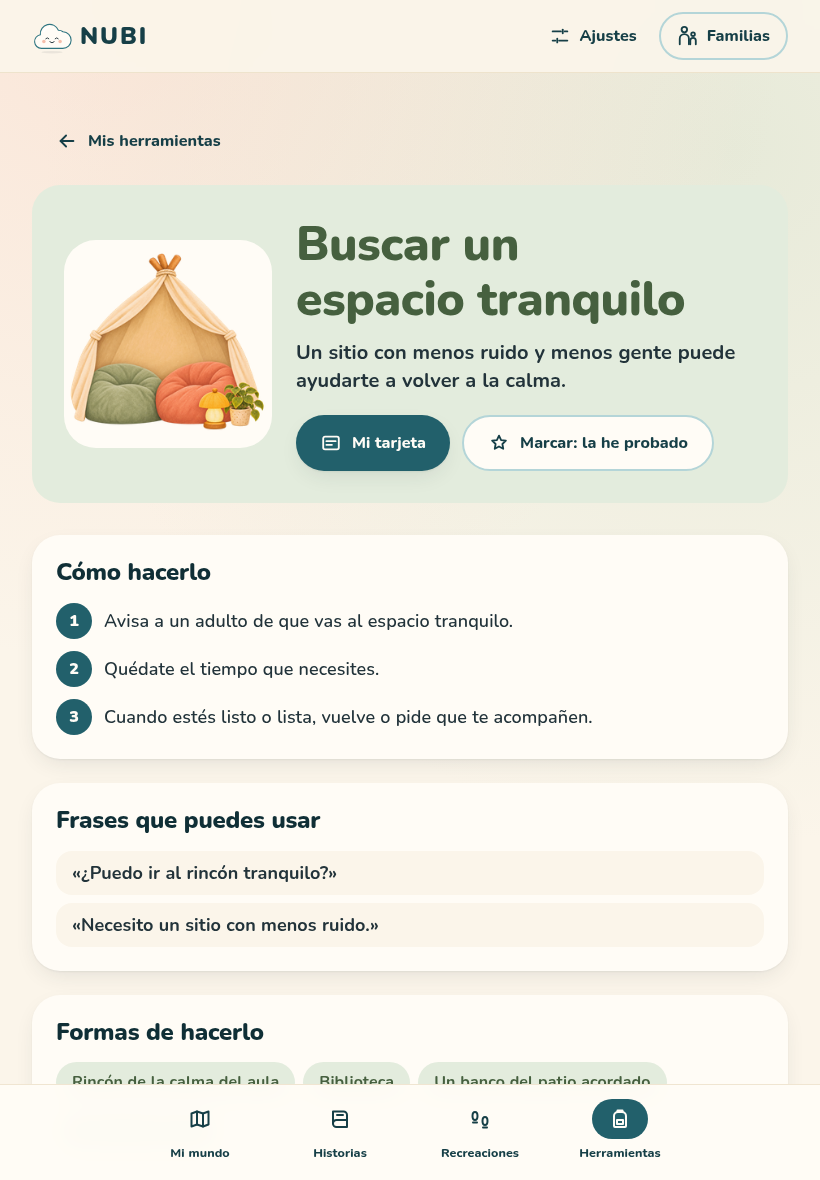 NUBI
Ajustes
Familias
Mis herramientas
Buscar un
espacio tranquilo
Un sitio con menos ruido y menos gente puede
ayudarte a volver a la calma.
Mi tarjeta
Marcar: la he probado
Cómo hacerlo
1 Avisa a un adulto de que vas al espacio tranquilo.
2 Quédate el tiempo que necesites.
3 Cuando estés listo o lista, vuelve o pide que te acompañen.
Frases que puedes usar
«¿Puedo ir al rincón tranquilo?»
«Necesito un sitio con menos ruido.»
Formas de hacerlo
Rincón de la calma del aula
Biblioteca
Un banco del patio acordado
Mi mundo
Historias
Recreaciones
Herramientas